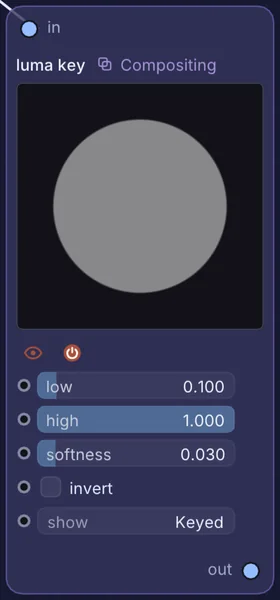 in
luma key Compositing
low 0.100
high 1.000
softness 0.030
invert
show Keyed
out